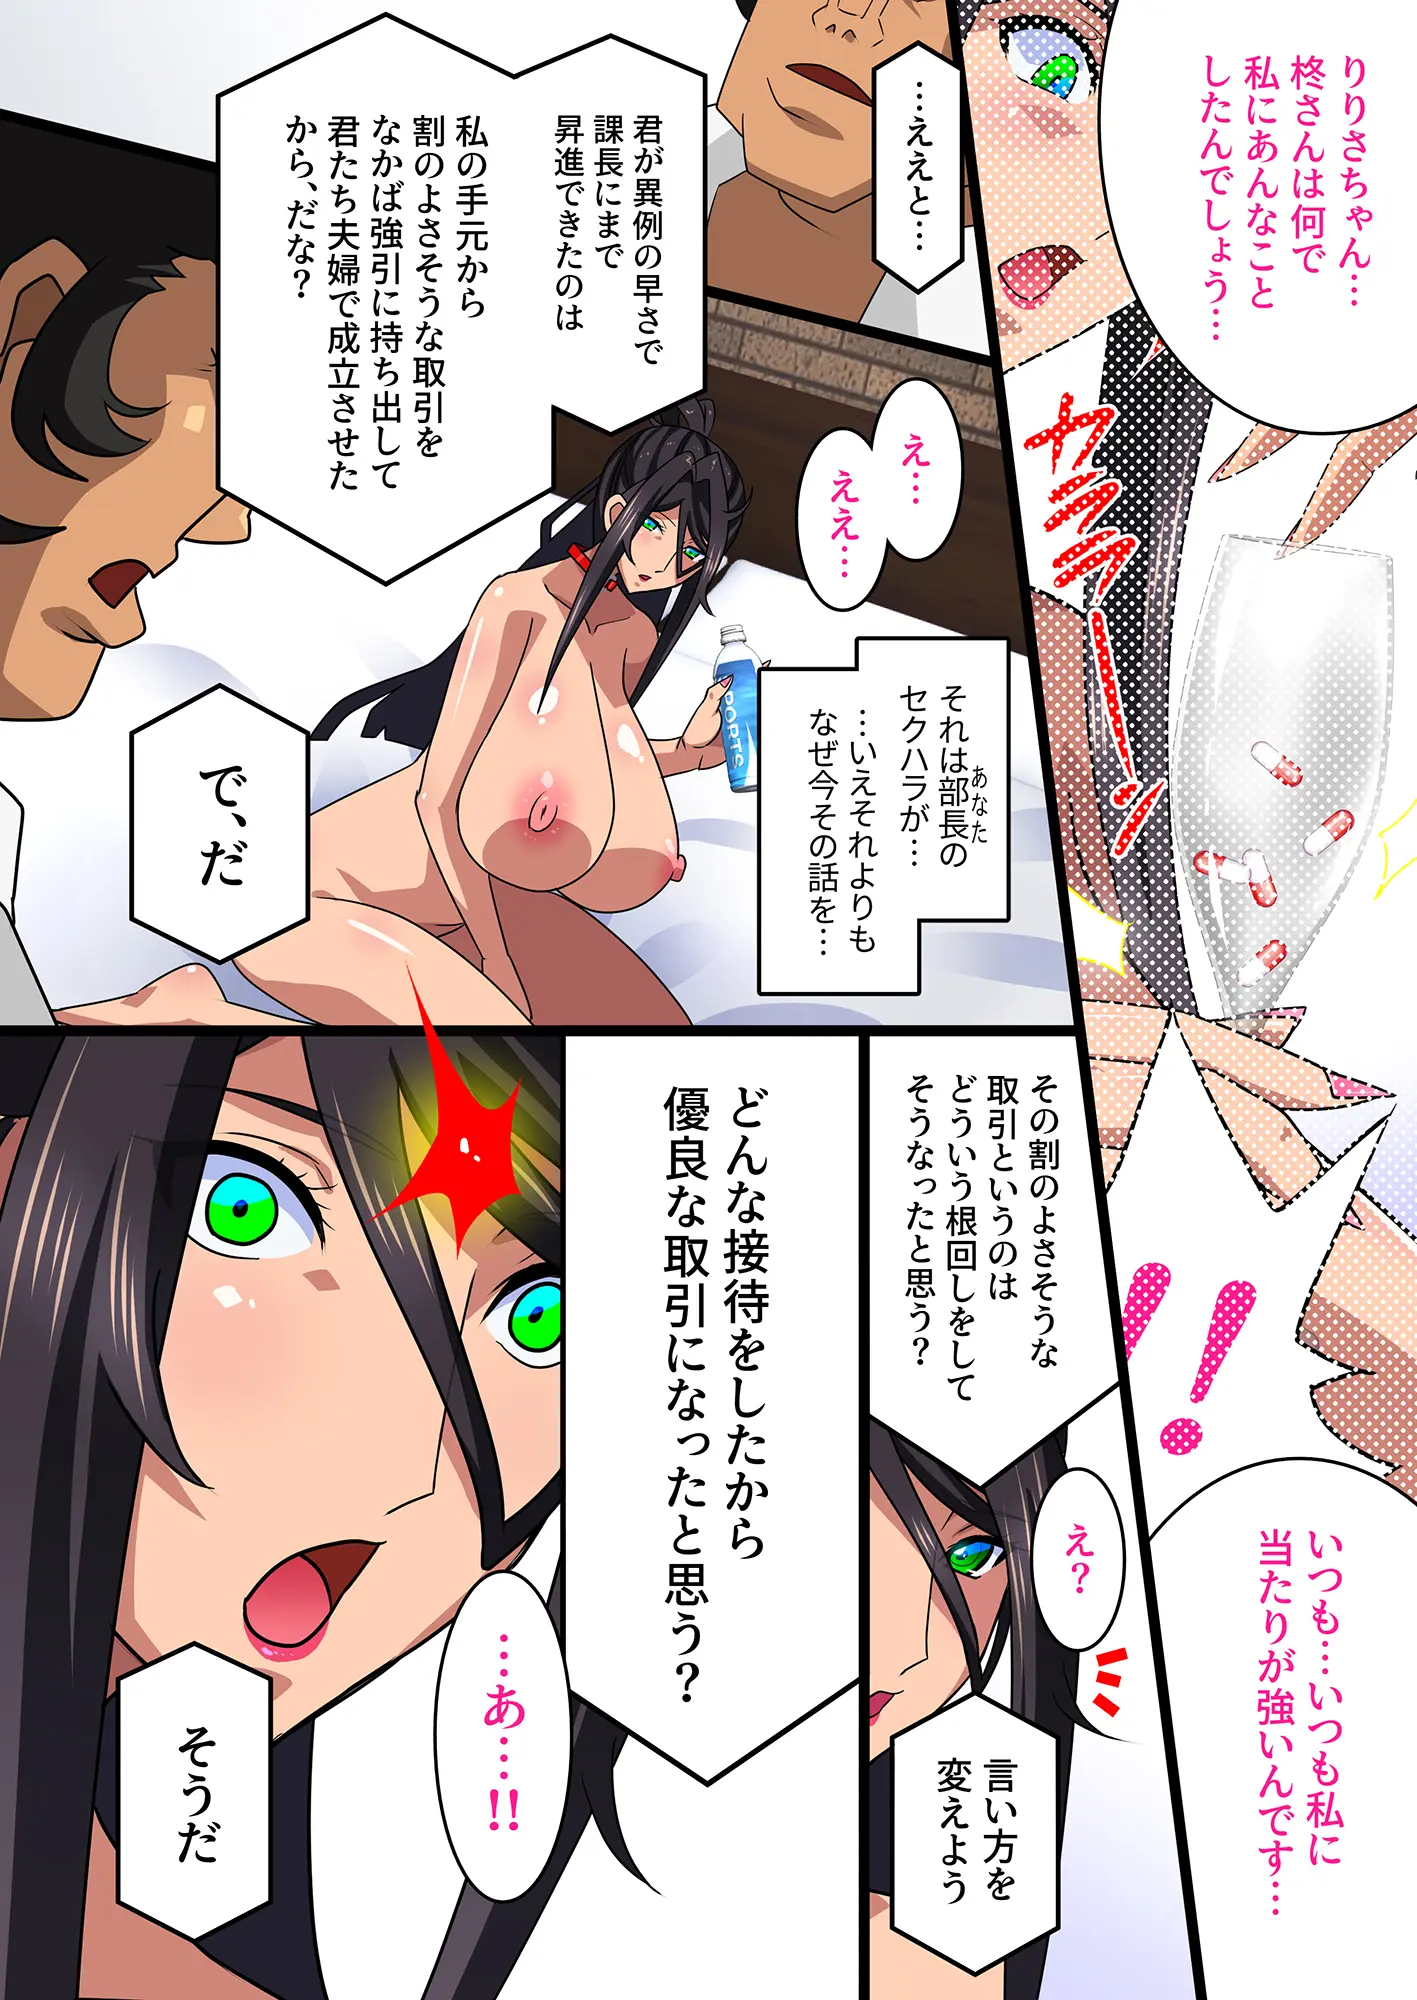 りりさちゃん…
柊さんは何で
私にあんなこと
したんでしょう…
カラララッ
いつも…いつも私に
当たりが強いんです…
…ええと…
君が異例の早さで
課長にまで
昇進できたのは
私の手元から
割のよさそうな取引を
なかば強引に持ち出して
君たち夫婦で成立させた
から、だな?
え…
ええ…
PORTS
それは部長の
あなた
セクハラが…
…いえそれよりも
なぜ今その話を…
で、だ
その割のよさそうな
取引というのは
どういう根回しをして
そうなったと思う?
え?
言い方を
変えよう
どんな接待をしたから
優良な取引になったと思う?
…あ…!!
そうだ